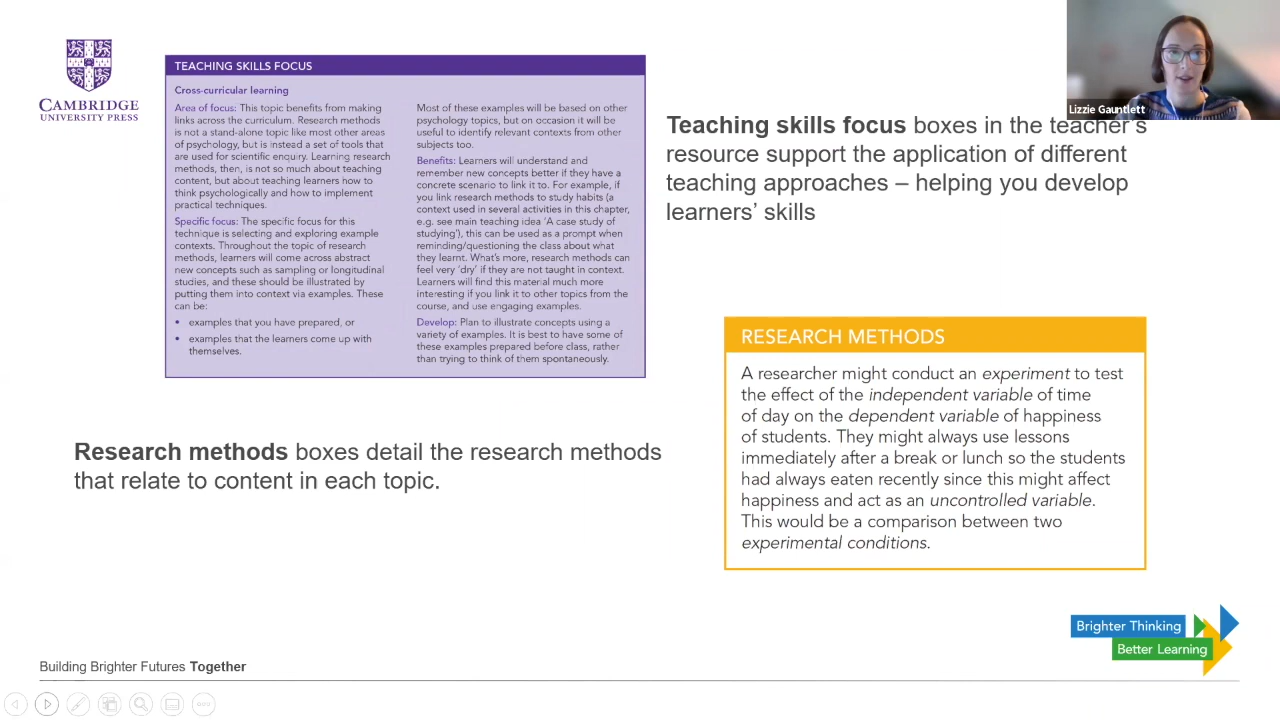 CAMBRIDGE
UNIVERSITY PRESS
TEACHING SKILLS FOCUS
Cross-curricular learning
Area of focus: This topic benefits from making
links across the curriculum. Research methods
is not a stand-alone topic like most other areas
of psychology, but is instead a set of tools that
are used for scientific enquiry. Learning research
methods, then, is not so much about teaching
content, but about teaching learners how to
think psychologically and how to implement
practical techniques.
Specific focus: The specific focus for this
technique is selecting and exploring example
contexts. Throughout the topic of research
methods, learners will come across abstract
new concepts such as sampling or longitudinal
studies, and these should be illustrated by
putting them into context via examples. These
can be:
• examples that you have prepared, or
• examples that the learners come up with
themselves.
Most of these examples will be based on other
psychology topics, but on occasion it will be
useful to identify relevant contexts from other
subjects too.
Benefits: Learners will understand and
remember new concepts better if they have a
concrete scenario to link it to. For example, if
you link research methods to study habits (a
context used in several activities in this chapter,
e.g. see main teaching idea 'A case study of
studying'), this can be used as a prompt when
reminding/questioning the class about what
they learnt. What's more, research methods can
feel very 'dry' if they are not taught in context.
Learners will find this material much more
interesting if you link it to other topics from the
course, and use engaging examples.
Develop: Plan to illustrate concepts using a
variety of examples. It is best to have some of
these examples prepared before class, rather
than trying to think of them spontaneously.
Lizzie Gauntlett
Teaching skills focus boxes in the teacher's
resource support the application of different
teaching approaches – helping you develop
learners' skills
RESEARCH METHODS
A researcher might conduct an experiment to test
the effect of the independent variable of time
of day on the dependent variable of happiness
of students. They might always use lessons
immediately after a break or lunch so the students
had always eaten recently since this might affect
happiness and act as an uncontrolled variable.
This would be a comparison between two
experimental conditions.
Research methods boxes detail the research methods
that relate to content in each topic.
Brighter Thinking
Better Learning
Building Brighter Futures Together